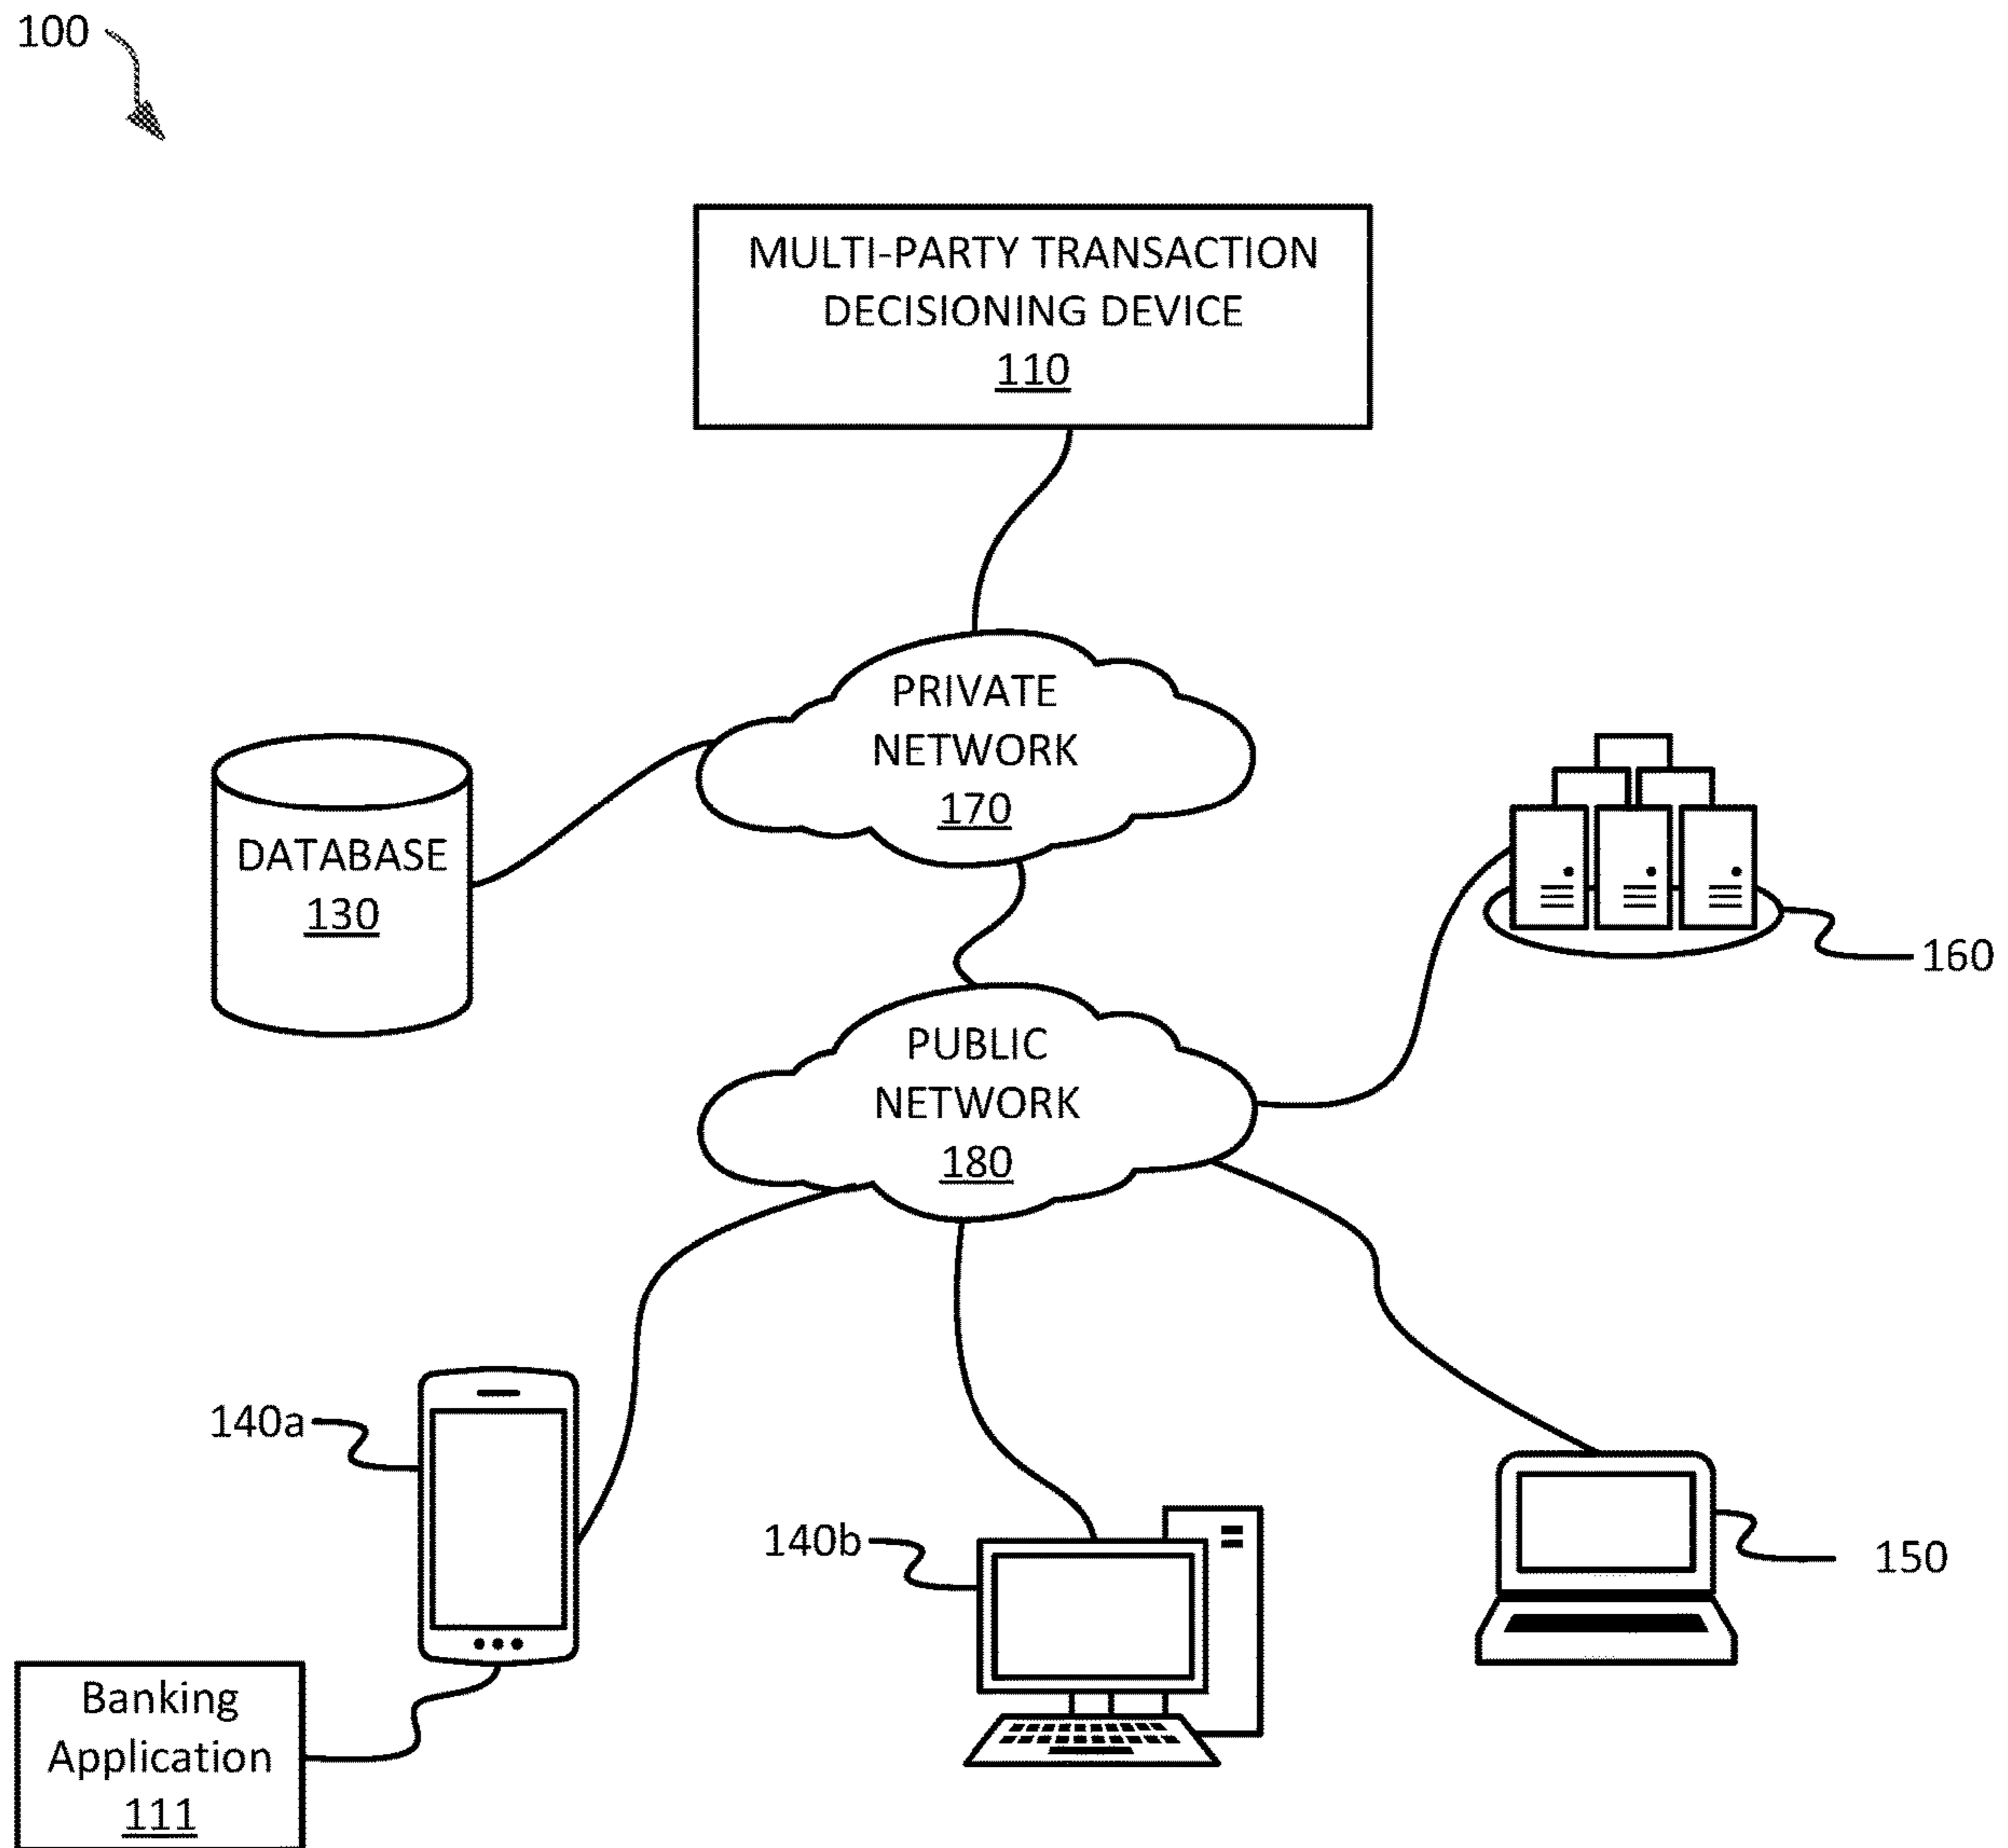 100
MULTI-PARTY TRANSACTION
DECISIONING DEVICE
110
PRIVATE
NETWORK
170
DATABASE
130
160
PUBLIC
NETWORK
180
140a
140b
150
Banking
Application
111